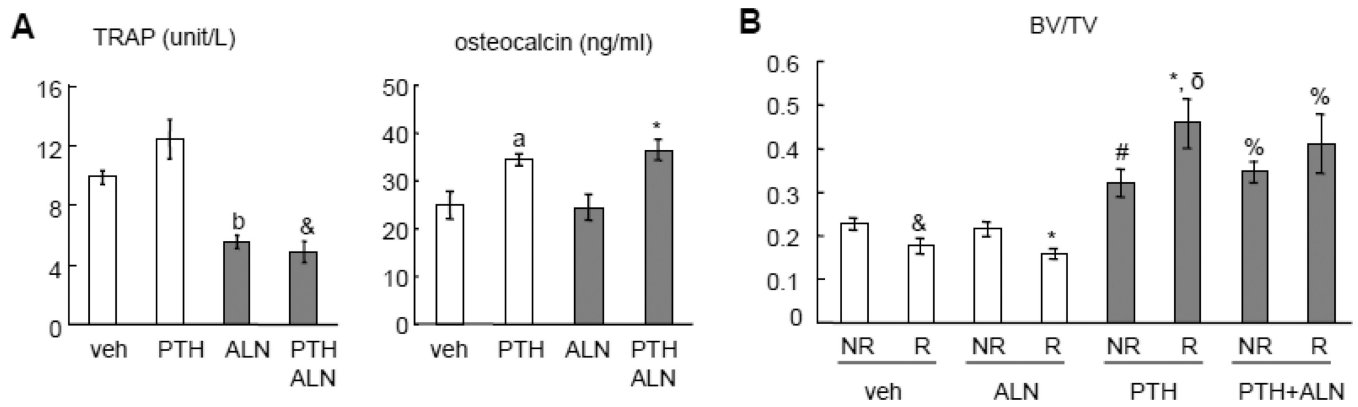 A
TRAP (unit/L)
16
12
8
4
0
b
&
veh PTH ALN PTH
ALN
osteocalcin (ng/ml)
50
40
30
20
10
0
a
*
veh PTH ALN PTH
ALN
B
BV/TV
0.6
0.5
0.4
0.3
0.2
0.1
0
&
*
#
*, δ
%
%
NR R NR R NR R NR R
veh ALN PTH PTH+ALN